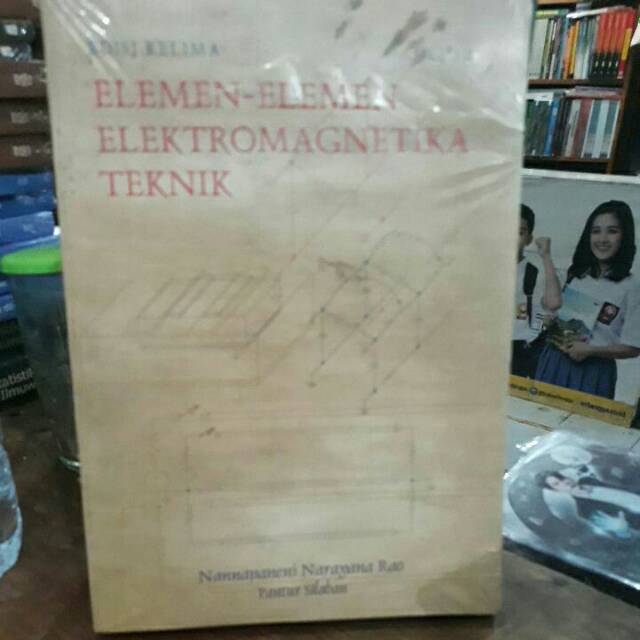 EDISI KELIMA
ELEMEN-ELEMEN
ELEKTROMAGNETIKA
TEKNIK
Nannapaneni Narayana Rao
Pantur Silaban